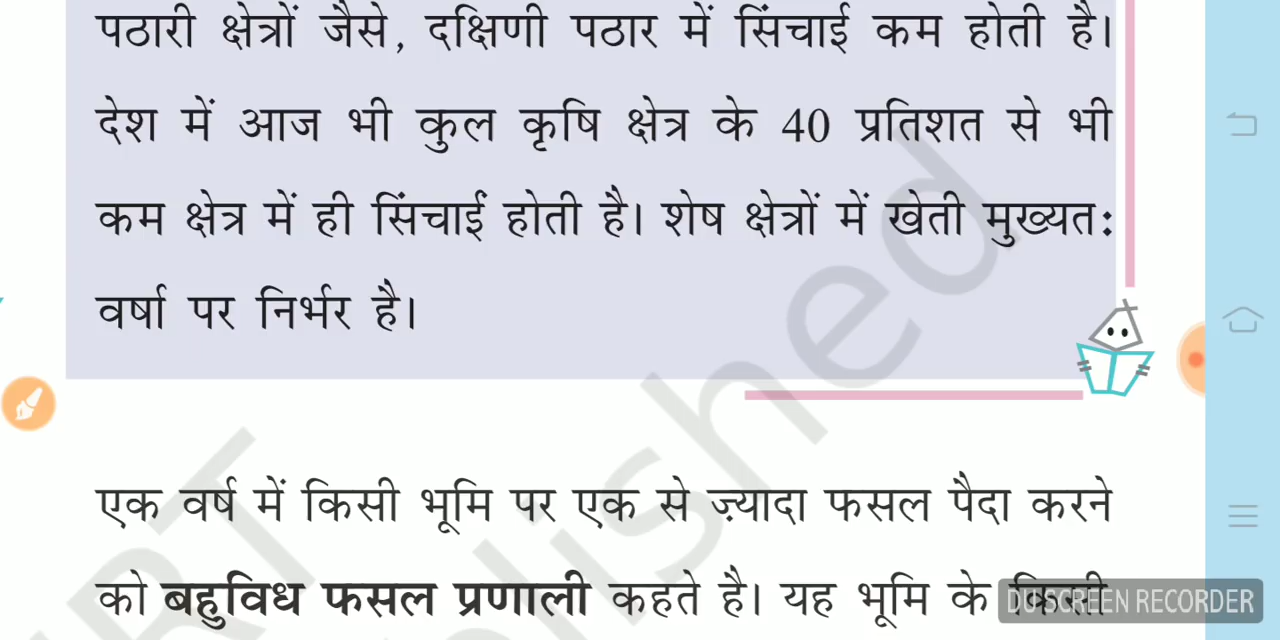 पठारी क्षेत्रों जैसे, दक्षिणी पठार में सिंचाई कम होती है।
देश में आज भी कुल कृषि क्षेत्र के 40 प्रतिशत से भी
कम क्षेत्र में ही सिंचाई होती है। शेष क्षेत्रों में खेती मुख्यतः
वर्षा पर निर्भर है।
एक वर्ष में किसी भूमि पर एक से ज़्यादा फसल पैदा करने
को बहुविध फसल प्रणाली कहते है। यह भूमि के किसी
DU SCREEN RECORDER